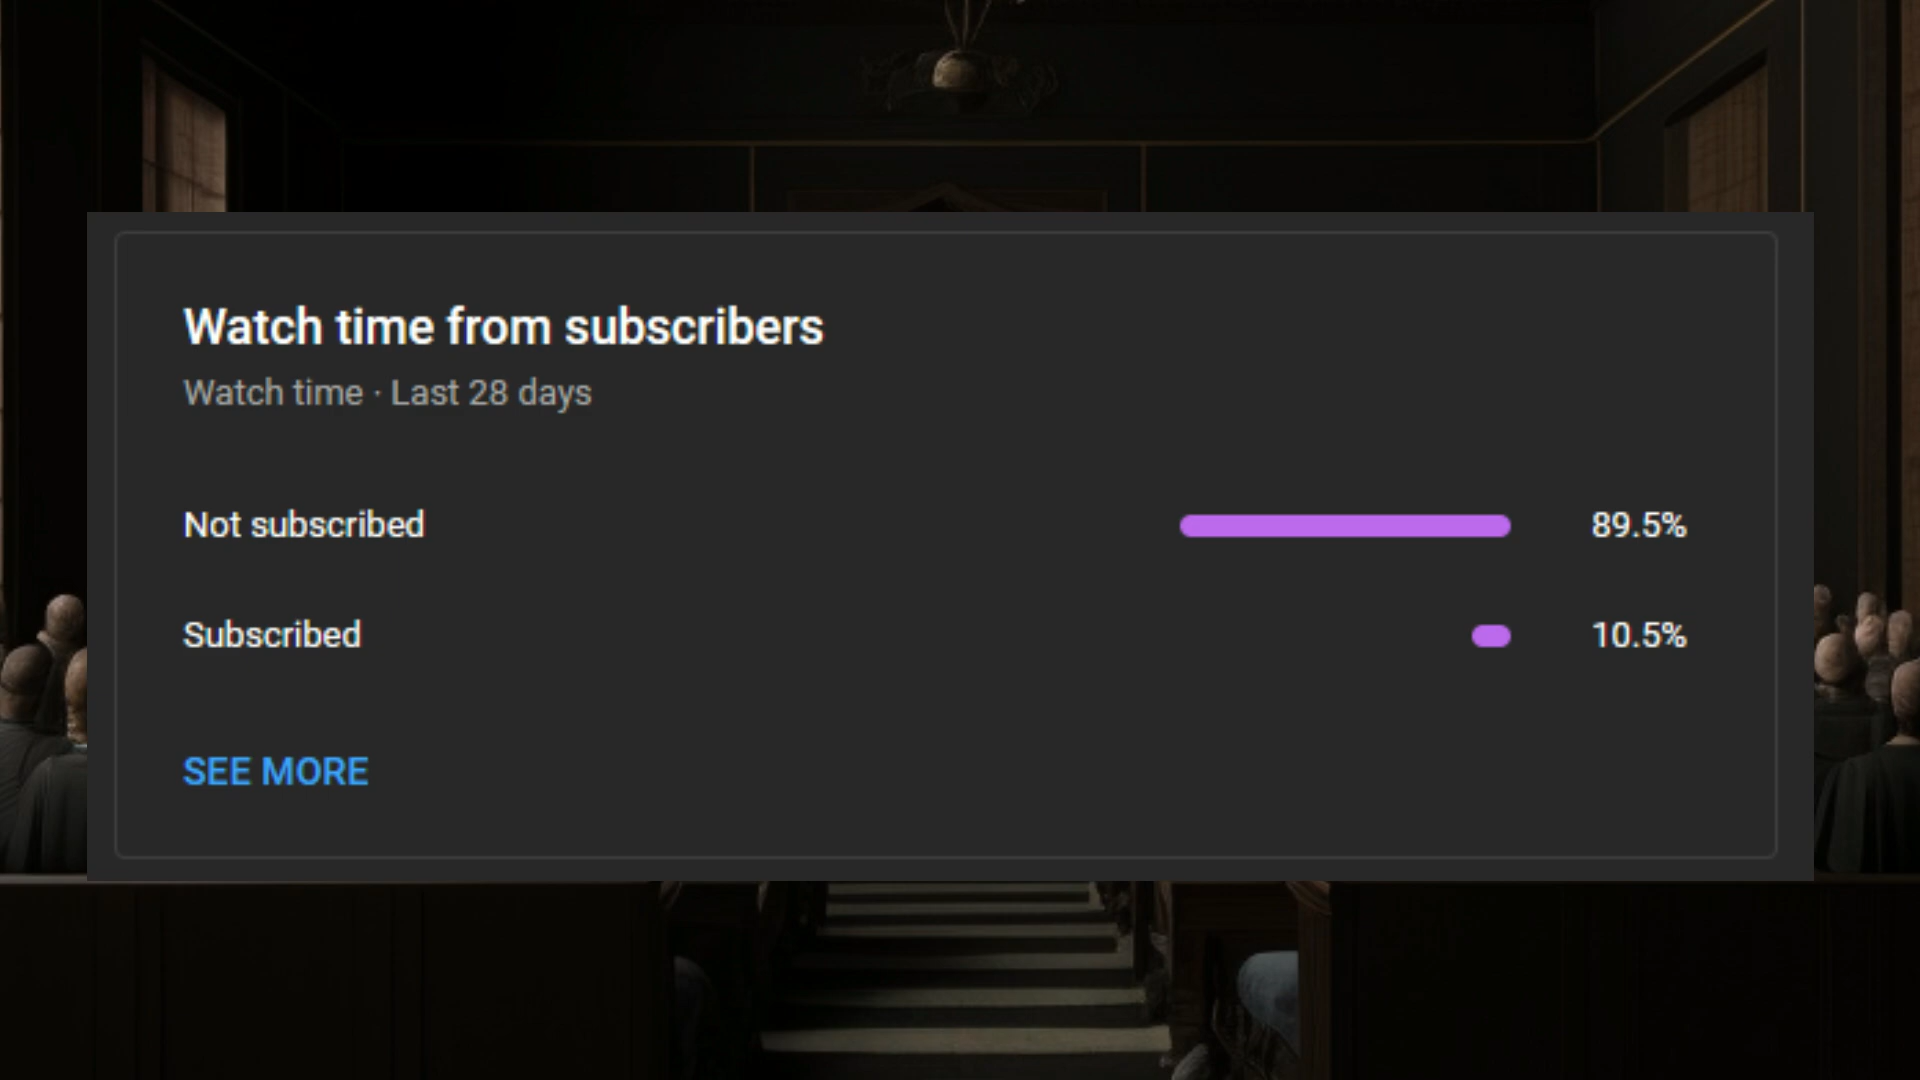 Watch time from subscribers
Watch time · Last 28 days
Not subscribed 89.5%
Subscribed 10.5%
SEE MORE